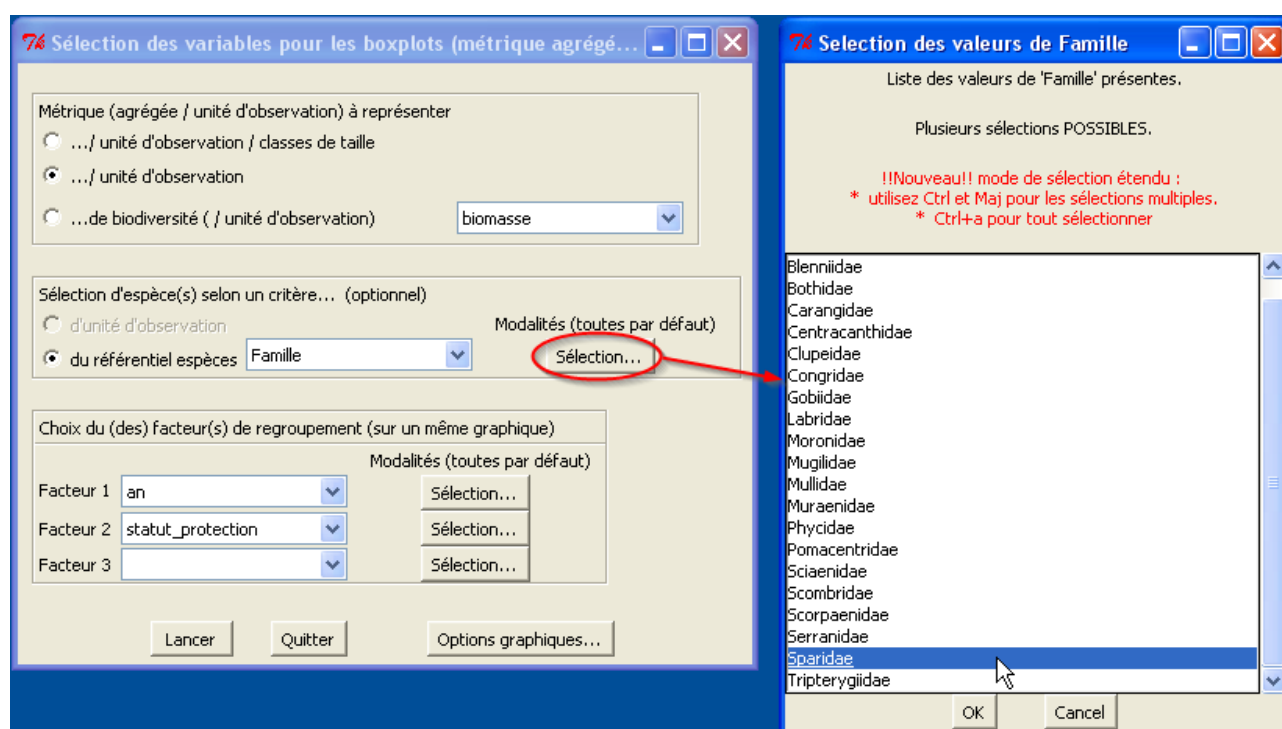 Sélection des variables pour les boxplots (métrique agrégé...
Métrique (agrégée / unité d'observation) à représenter
.../ unité d'observation / classes de taille
.../ unité d'observation
...de biodiversité ( / unité d'observation)
biomasse
Sélection d'espèce(s) selon un critère... (optionnel)
d'unité d'observation
Modalités (toutes par défaut)
du référentiel espèces
Famille
Sélection...
Choix du (des) facteur(s) de regroupement (sur un même graphique)
Modalités (toutes par défaut)
Facteur 1
an
Sélection...
Facteur 2
statut_protection
Sélection...
Facteur 3
Sélection...
Lancer
Quitter
Options graphiques...
Selection des valeurs de Famille
Liste des valeurs de 'Famille' présentes.
Plusieurs sélections POSSIBLES.
!!Nouveau!! mode de sélection étendu :
* utilisez Ctrl et Maj pour les sélections multiples.
* Ctrl+a pour tout sélectionner
Blenniidae
Bothidae
Carangidae
Centracanthidae
Clupeidae
Congridae
Gobiidae
Labridae
Moronidae
Mugilidae
Mullidae
Muraenidae
Phycidae
Pomacentridae
Sciaenidae
Scombridae
Scorpaenidae
Serranidae
Sparidae
Tripterygiidae
OK
Cancel